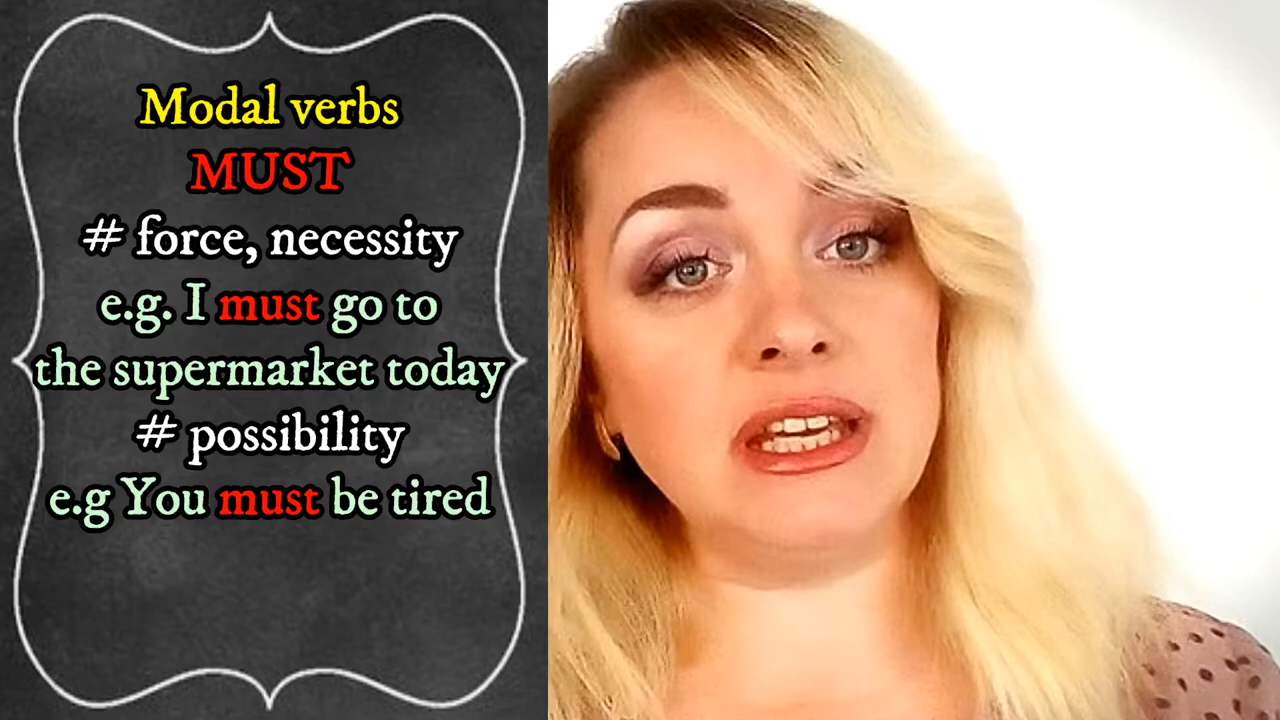 Modal verbs
MUST
# force, necessity
e.g. I must go to
the supermarket today
# possibility
e.g You must be tired